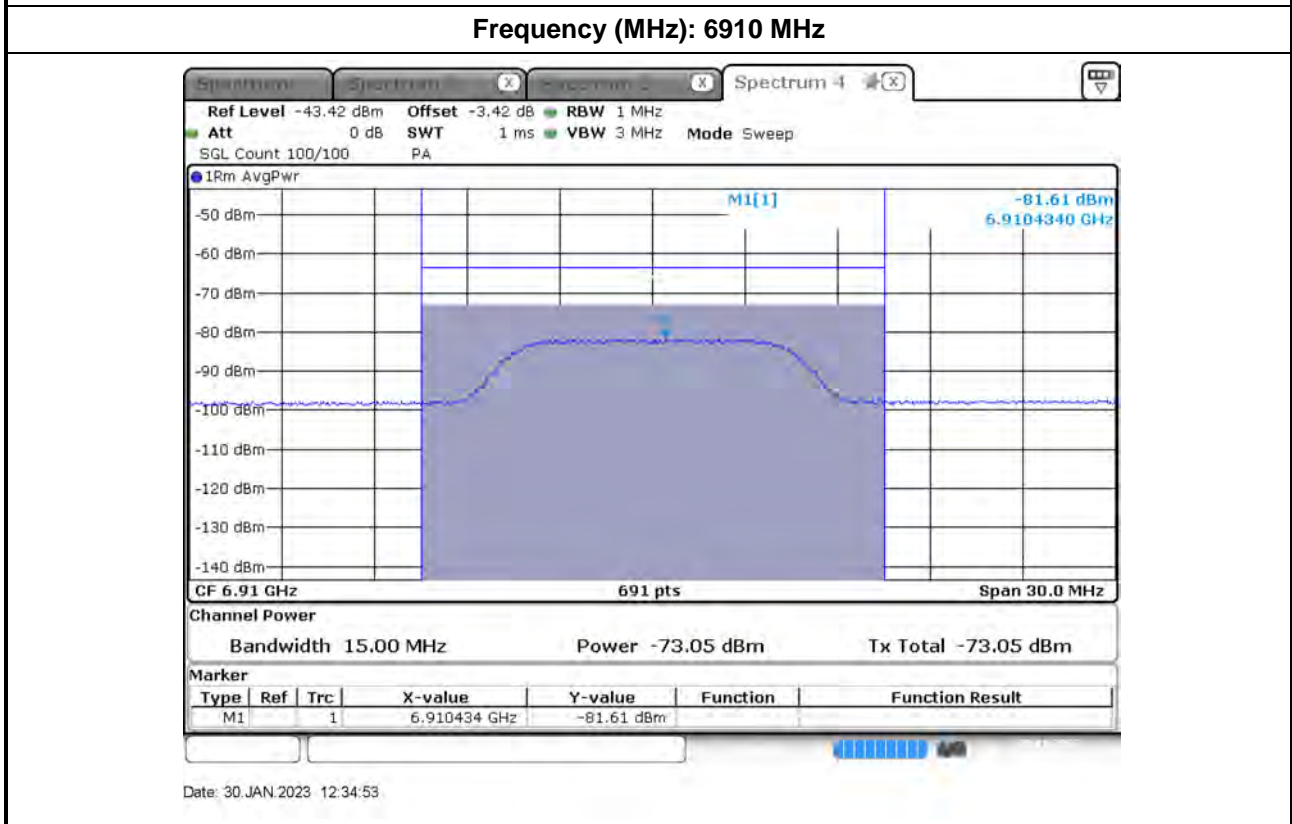 Frequency (MHz): 6910 MHz
Spectrum 4
Ref Level -43.42 dBm Offset -3.42 dB RBW 1 MHz
Att 0 dB SWT 1 ms VBW 3 MHz Mode Sweep
SGL Count 100/100 PA
1Rm AvgPwr
M1[1] -81.61 dBm
6.9104340 GHz
-50 dBm
-60 dBm
-70 dBm
-80 dBm
-90 dBm
-100 dBm
-110 dBm
-120 dBm
-130 dBm
-140 dBm
CF 6.91 GHz 691 pts Span 30.0 MHz
Channel Power
Bandwidth 15.00 MHz Power -73.05 dBm Tx Total -73.05 dBm
Marker
Type Ref Trc X-value Y-value Function Function Result
M1 1 6.910434 GHz -81.61 dBm
Date: 30.JAN.2023 12:34:53